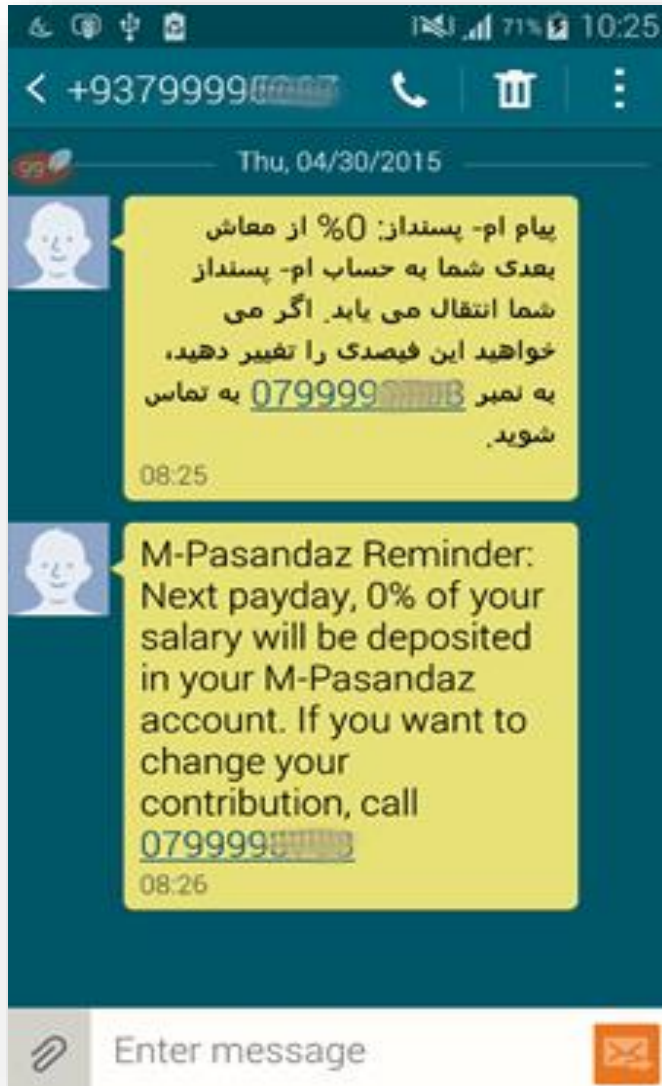 71% 10:25
+9379999
Thu, 04/30/2015
99
پیام ام- پسنداز: 0% از معاش
بعدی شما به حساب ام- پسنداز
شما انتقال می یابد. اگر می
خواهید این فیصدی را تغییر دهید،
به نمبر 079999 به تماس
شوید.
08:25
M-Pasandaz Reminder:
Next payday, 0% of your
salary will be deposited
in your M-Pasandaz
account. If you want to
change your
contribution, call
079999
08:26
Enter message